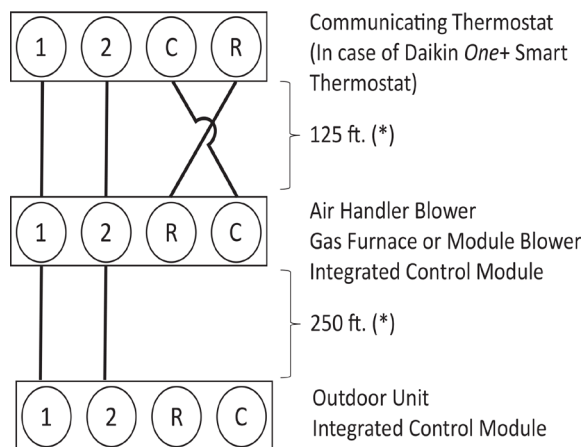 1 2 C R
Communicating Thermostat
(In case of Daikin One+ Smart
Thermostat)
125 ft. (*)
1 2 R C
Air Handler Blower
Gas Furnace or Module Blower
Integrated Control Module
250 ft. (*)
1 2 R C
Outdoor Unit
Integrated Control Module